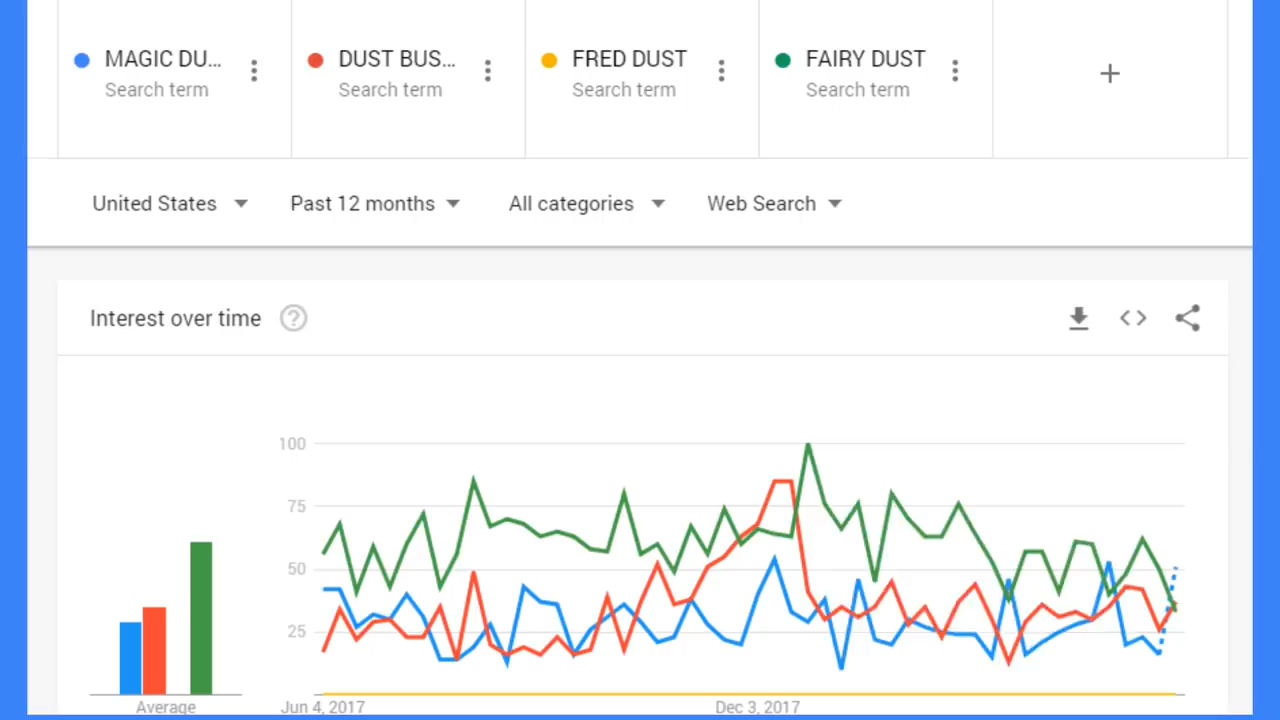 MAGIC DU...
Search term
DUST BUS...
Search term
FRED DUST
Search term
FAIRY DUST
Search term
+
United States
Past 12 months
All categories
Web Search
Interest over time
?
100
75
50
25
Average
Jun 4, 2017
Dec 3, 2017